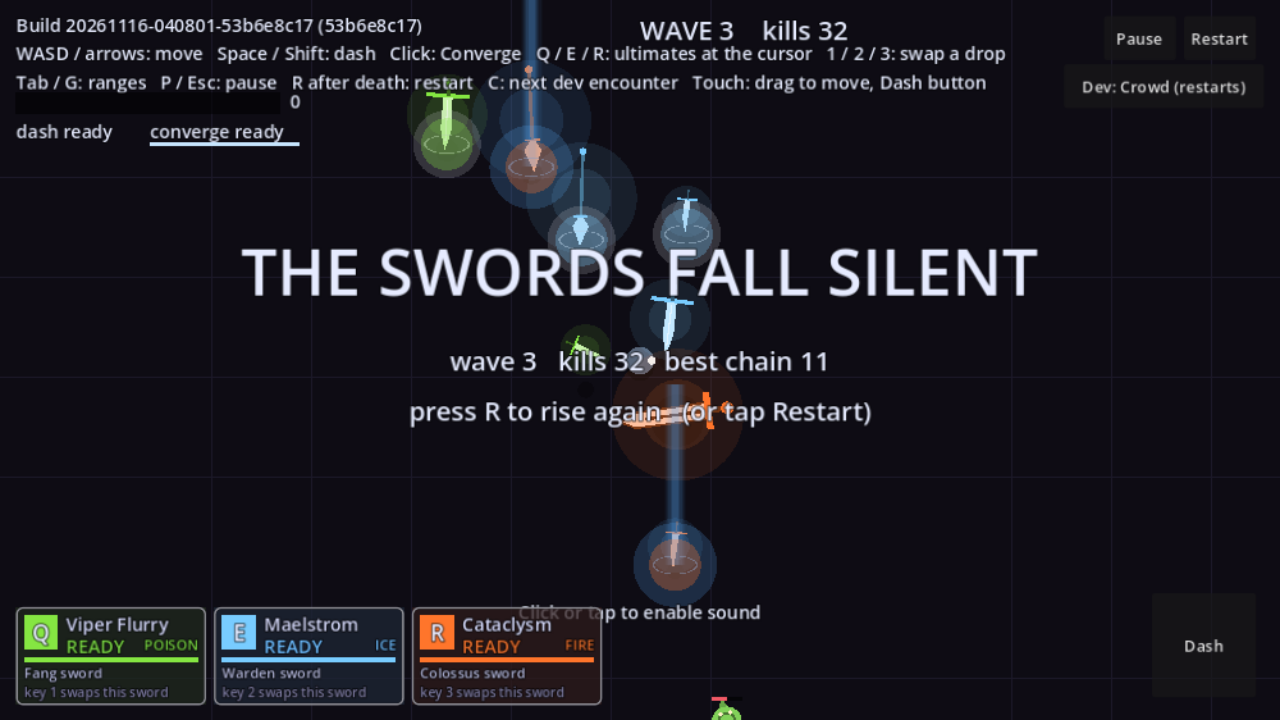 Build 20261116-040801-53b6e8c17 (53b6e8c17)
WAVE 3 kills 32
Pause
Restart
WASD / arrows: move Space / Shift: dash Click: Converge Q / E / R: ultimates at the cursor 1 / 2 / 3: swap a drop
Tab / G: ranges P / Esc: pause R after death: restart C: next dev encounter Touch: drag to move, Dash button
Dev: Crowd (restarts)
0
dash ready converge ready
THE SWORDS FALL SILENT
wave 3 kills 32 best chain 11
press R to rise again (or tap Restart)
Click or tap to enable sound
Q Viper Flurry
READY POISON
Fang sword
key 1 swaps this sword
E Maelstrom
READY ICE
Warden sword
key 2 swaps this sword
R Cataclysm
READY FIRE
Colossus sword
key 3 swaps this sword
Dash